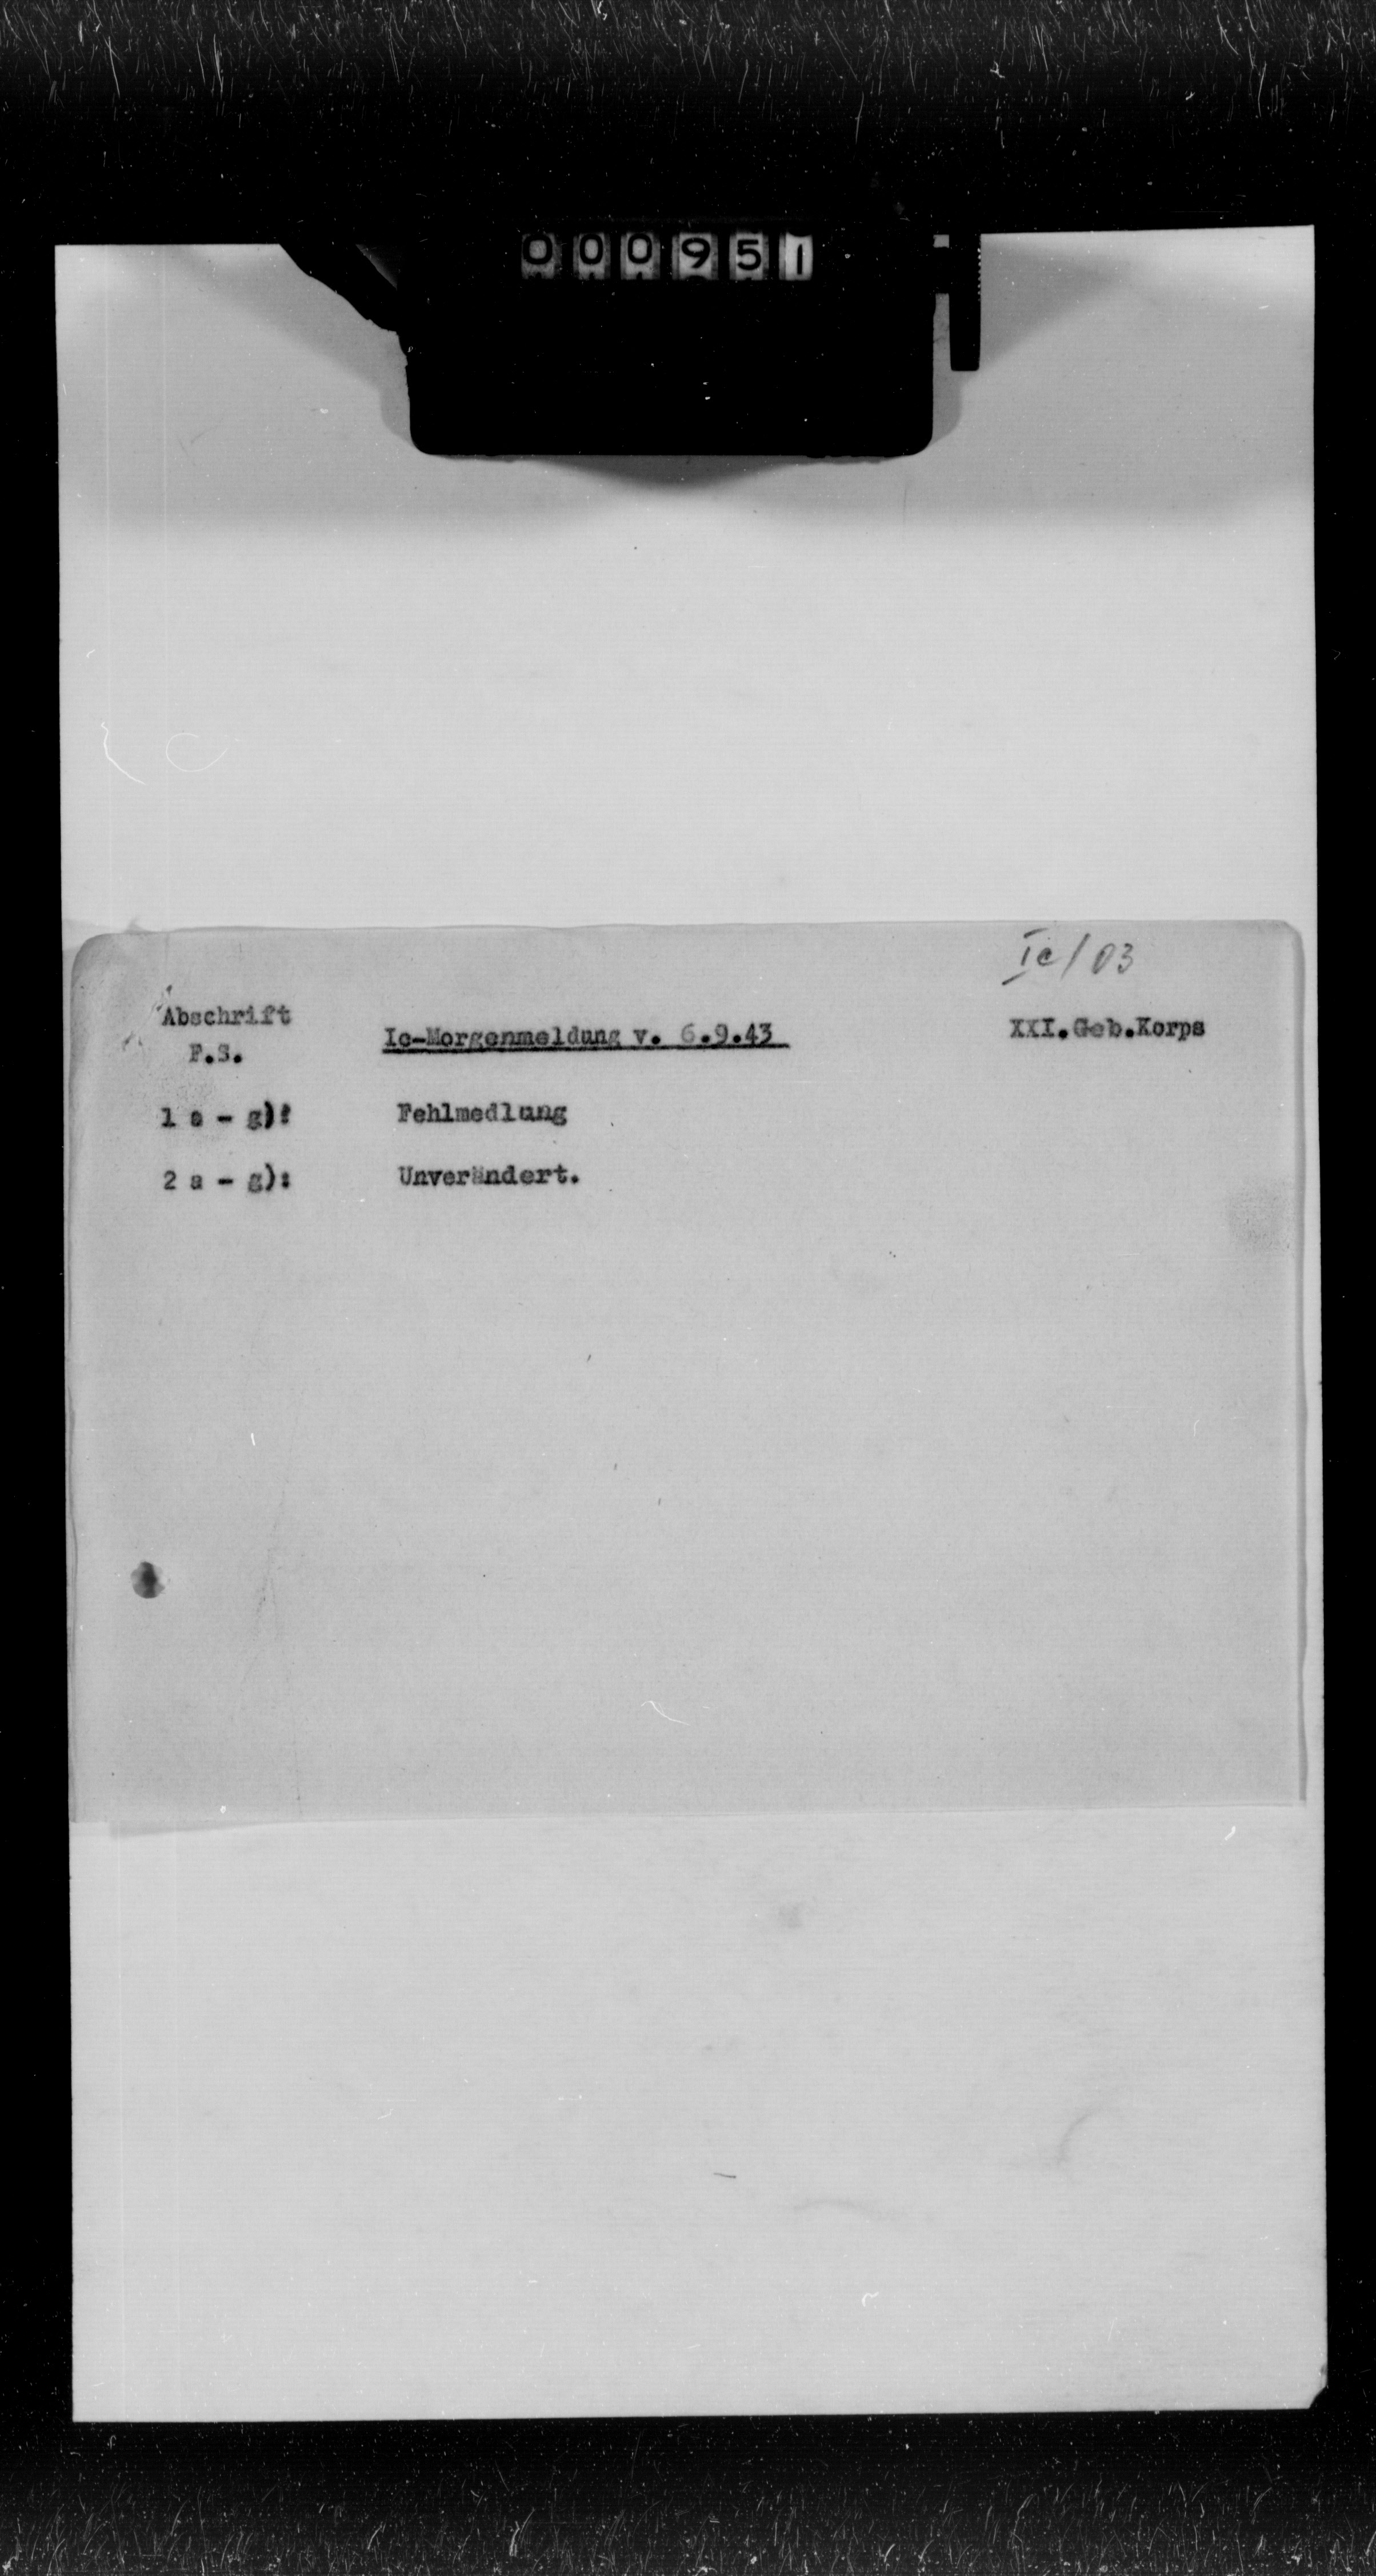 000951
Ic/03
Abschrift
F.S.
Ic-Morgenmeldung v. 6.9.43
XXI.Geb.Korps
1 a - g):
Fehlmedlung
2 a - g):
Unverändert.